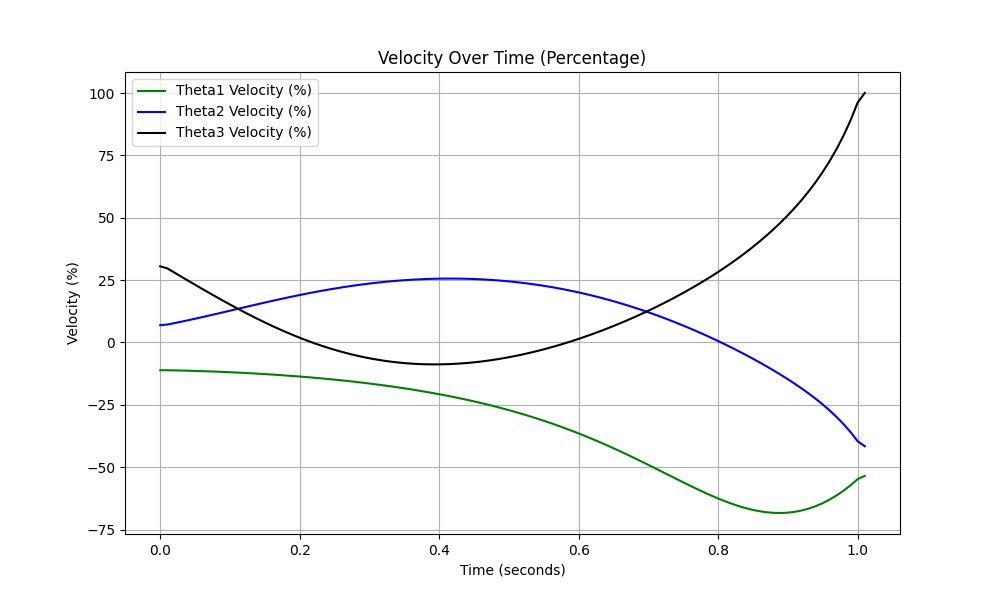 Velocity Over Time (Percentage)
Theta1 Velocity (%)
Theta2 Velocity (%)
Theta3 Velocity (%)
Velocity (%)
100
75
50
25
0
−25
−50
−75
0.0 0.2 0.4 0.6 0.8 1.0
Time (seconds)